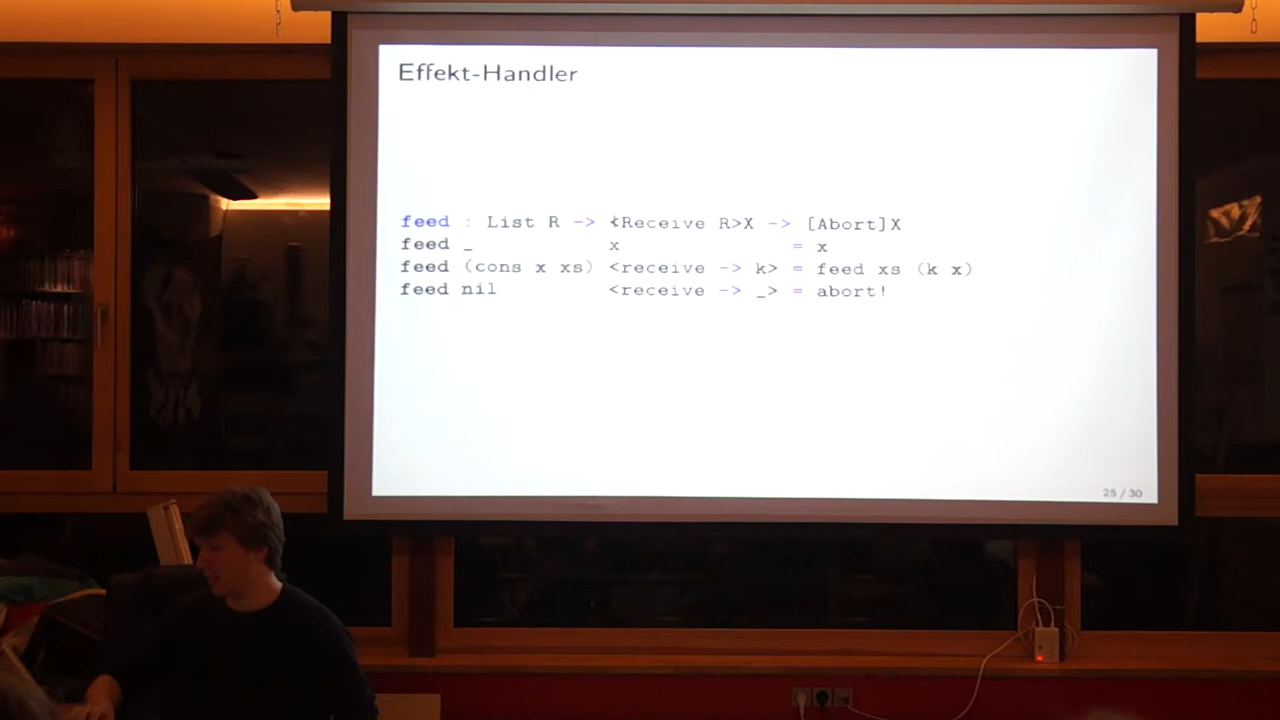 Effekt-Handler
feed : List R -> <Receive R>X -> [Abort]X
feed _ x = x
feed (cons x xs) <receive -> k> = feed xs (k x)
feed nil <receive -> _> = abort!
25 / 30